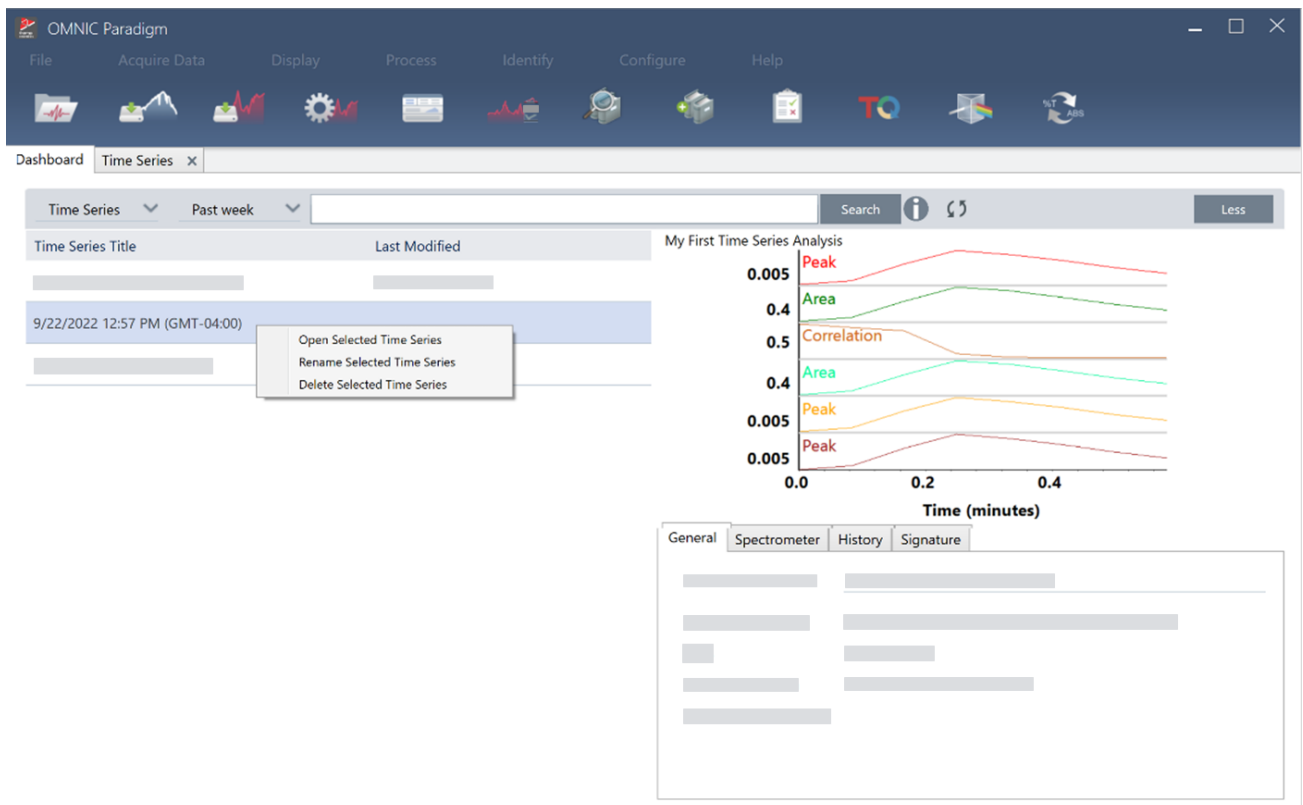 OMNIC Paradigm
File Acquire Data Display Process Identify Configure Help
TQ
%T ABS
Dashboard Time Series
Time Series Past week Search Less
Time Series Title Last Modified
9/22/2022 12:57 PM (GMT-04:00)
Open Selected Time Series
Rename Selected Time Series
Delete Selected Time Series
My First Time Series Analysis
0.005 Peak
0.4 Area
0.5 Correlation
0.4 Area
0.005 Peak
0.005 Peak
0.0 0.2 0.4
Time (minutes)
General Spectrometer History Signature